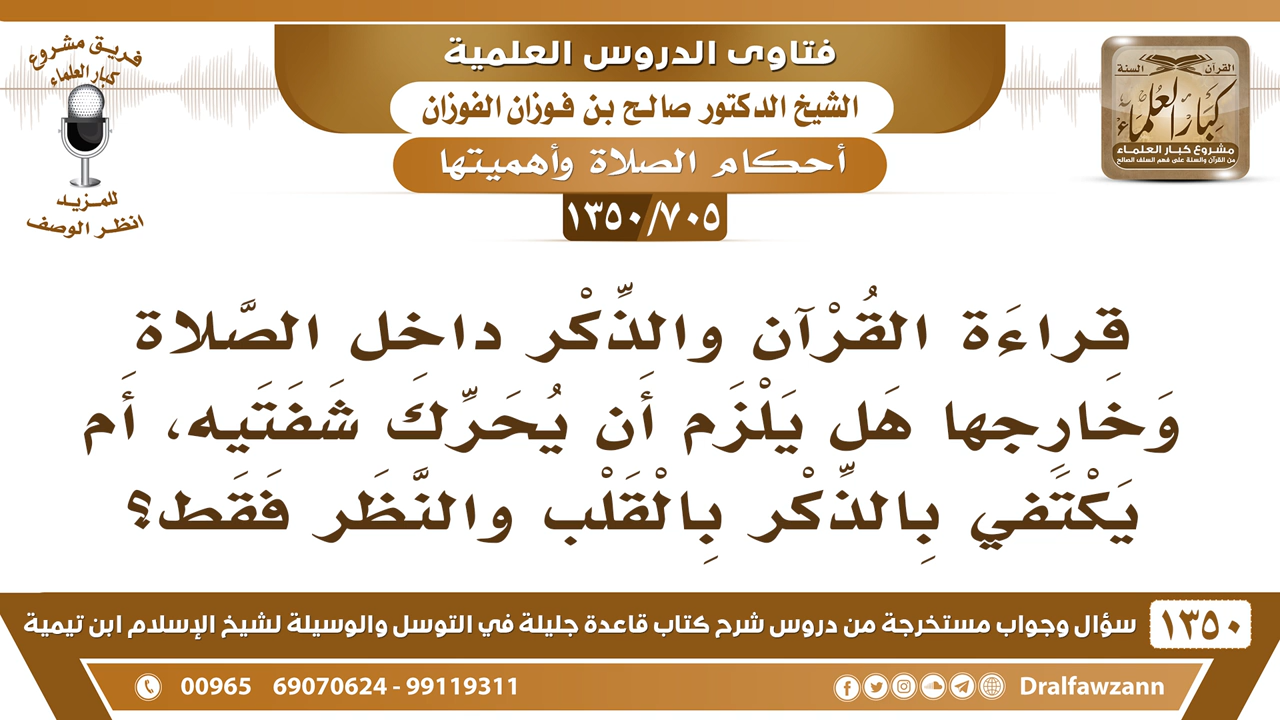 فريق مشروع
كبار العلماء
للمزيد
انظر الوصف
فتاوى الدروس العلمية
الشيخ الدكتور صالح بن فوزان الفوزان
أحكام الصلاة وأهميتها
١٣٥٠/٧٠٥
القرآن السنة
كبار العلماء
مشروع كبار العلماء
من القرآن والسنة على فهم السلف الصالح
قراءَة القُرْآن والذِّكْر داخل الصَّلاة
وَخَارِجها هَل يَلْزَم أَن يُحَرِّكَ شَفَتَيه، أَم
يَكْتَفي بِالذِّكْر بِالْقَلْب والنَّظَر فَقَط؟
١٣٥٠ سؤال وجواب مستخرجة من دروس شرح كتاب قاعدة جليلة في التوسل والوسيلة لشيخ الإسلام ابن تيمية
00965 69070624 - 99119311
Dralfawzann